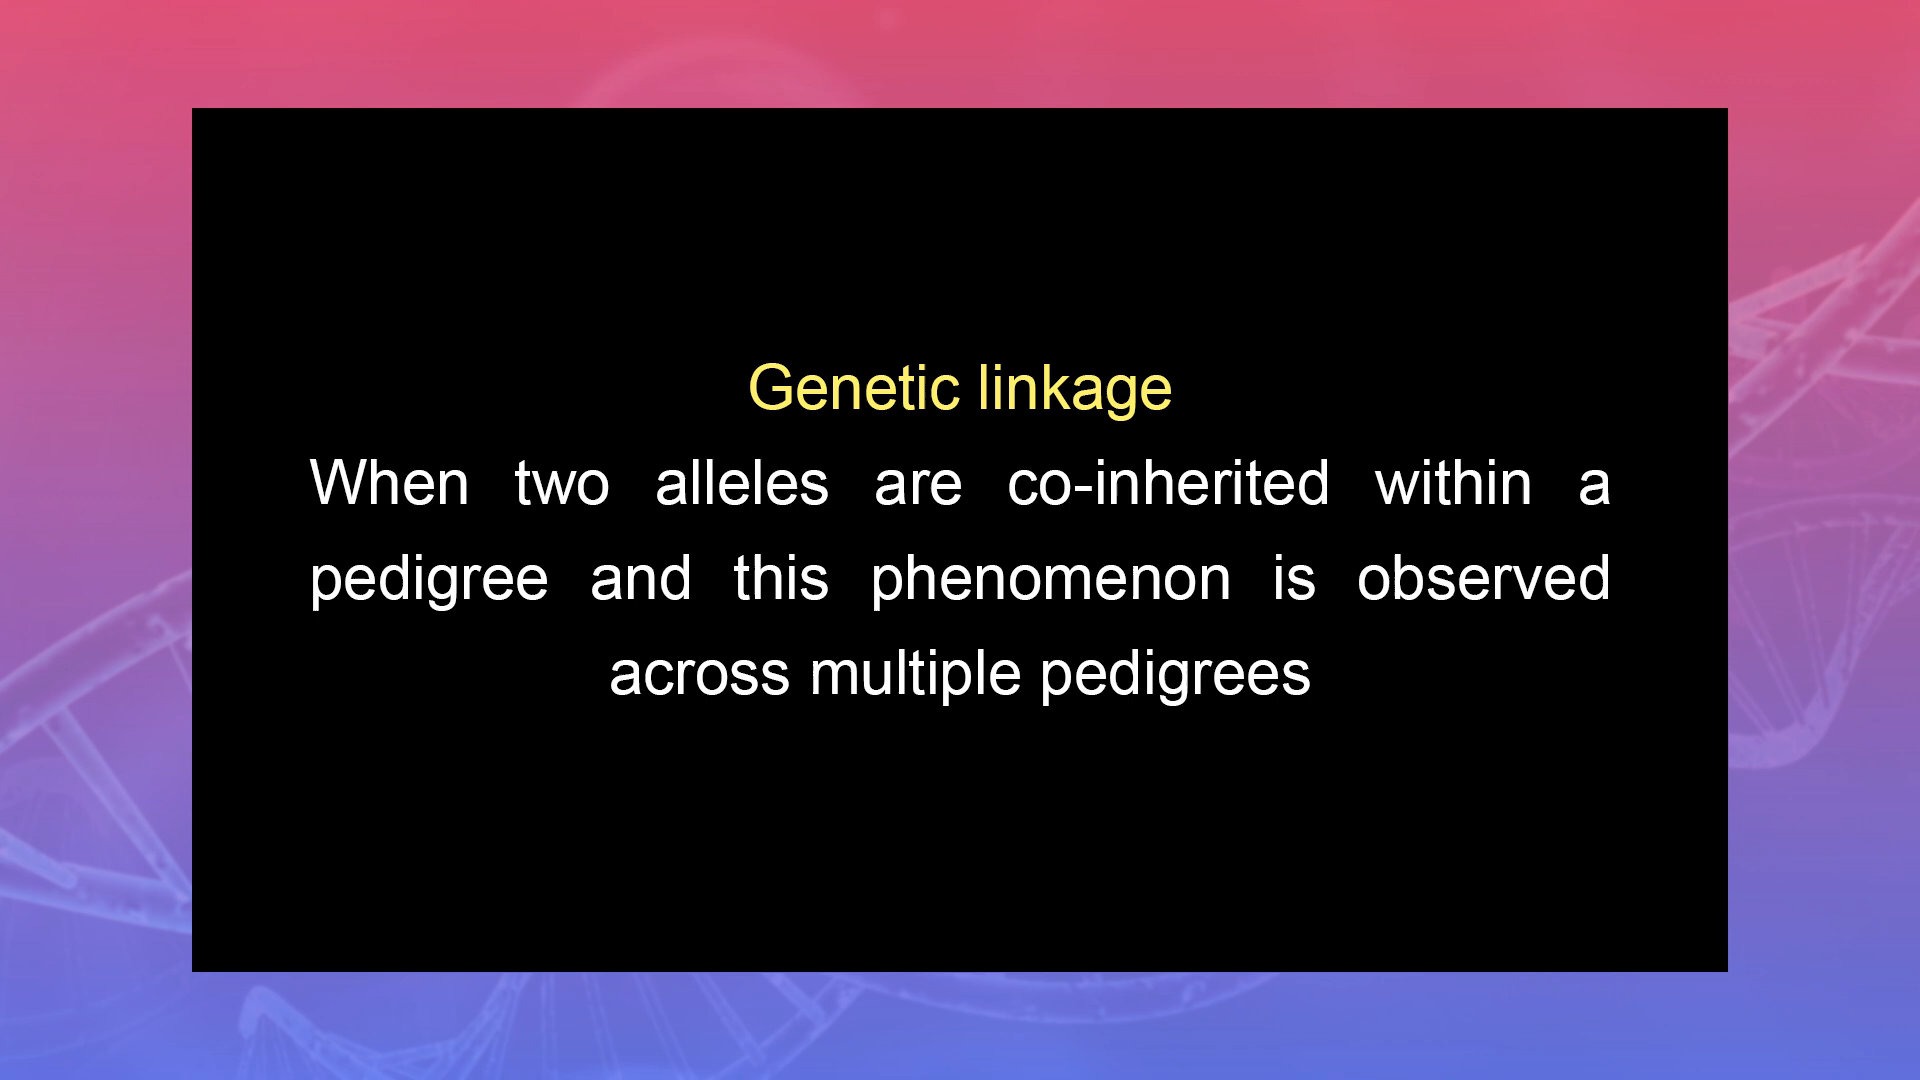 Genetic linkage
When two alleles are co-inherited within a
pedigree and this phenomenon is observed
across multiple pedigrees